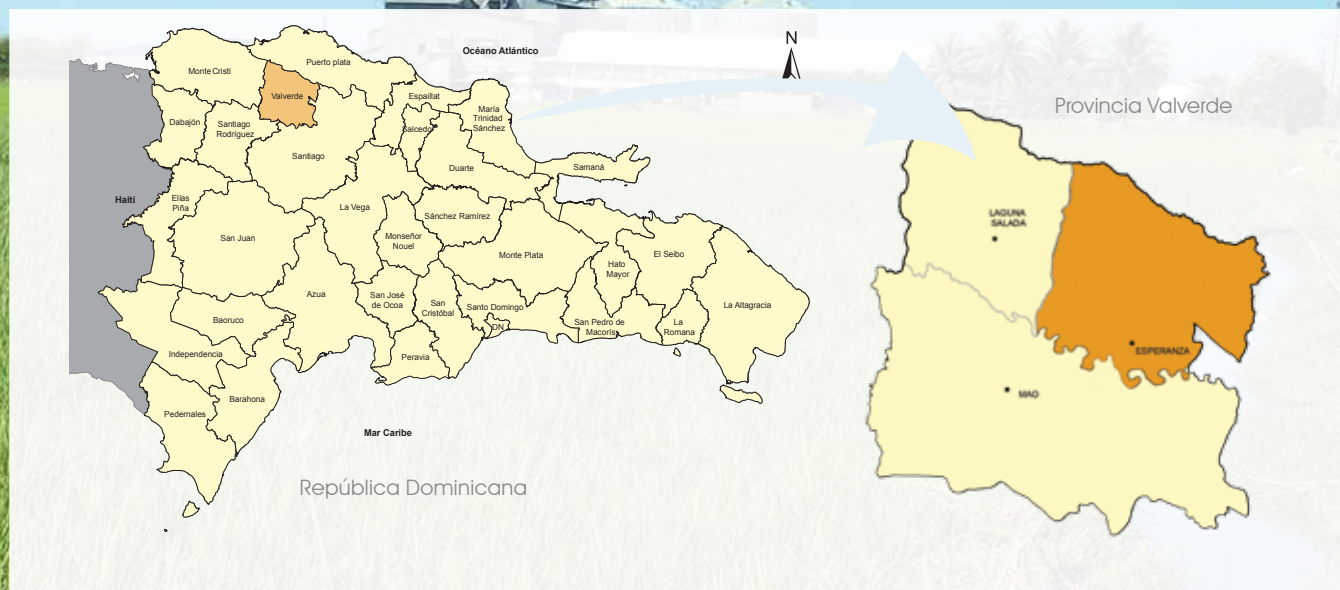 Océano Atlántico
N
Provincia Valverde
Puerto plata
Monte Cristi
Valverde
Espaillat
María
Trinidad
Sánchez
Dabajón
Santiago
Rodríguez
Salcedo
Santiago
Duarte
Samaná
Haití
Elías
Piña
La Vega
Sánchez Ramírez
San Juan
Monseñor
Nouel
Monte Plata
El Seibo
Hato
Mayor
Azua
San José
de Ocoa
San
Cristóbal
Santo Domingo
DN
San Pedro de
Macorís
La
Romana
La Altagracia
Baoruco
Independencia
Peravia
Barahona
Pedernales
Mar Caribe
República Dominicana
LAGUNA
SALADA
ESPERANZA
MAO